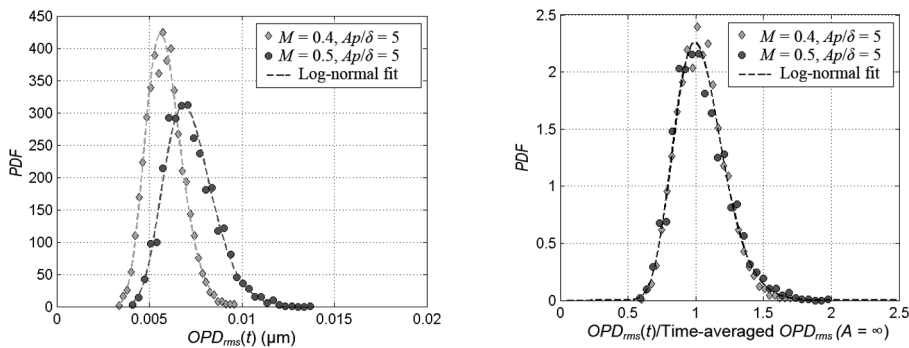 450
400
350
300
250
200
150
100
50
0
PDF
0
0.005
0.01
0.015
0.02
OPDrms(t) (µm)
M = 0.4, Ap/δ = 5
M = 0.5, Ap/δ = 5
Log-normal fit
2.5
2
1.5
1
0.5
0
PDF
0
0.5
1
1.5
2
2.5
OPDrms(t)/Time-averaged OPDrms (A = ∞)
M = 0.4, Ap/δ = 5
M = 0.5, Ap/δ = 5
Log-normal fit